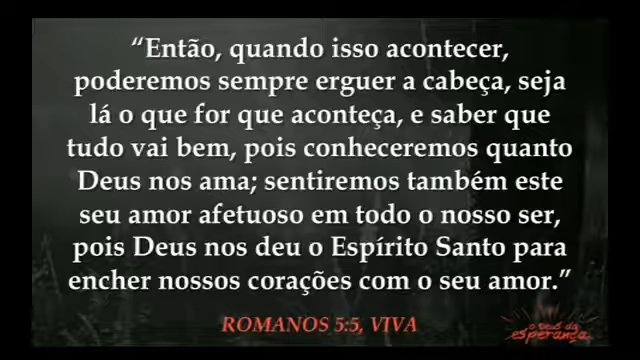 “Então, quando isso acontecer,
poderemos sempre erguer a cabeça, seja
lá o que for que aconteça, e saber que
tudo vai bem, pois conheceremos quanto
Deus nos ama; sentiremos também este
seu amor afetuoso em todo o nosso ser,
pois Deus nos deu o Espírito Santo para
encher nossos corações com o seu amor.”
ROMANOS 5:5, VIVA
o Deus da
esperança